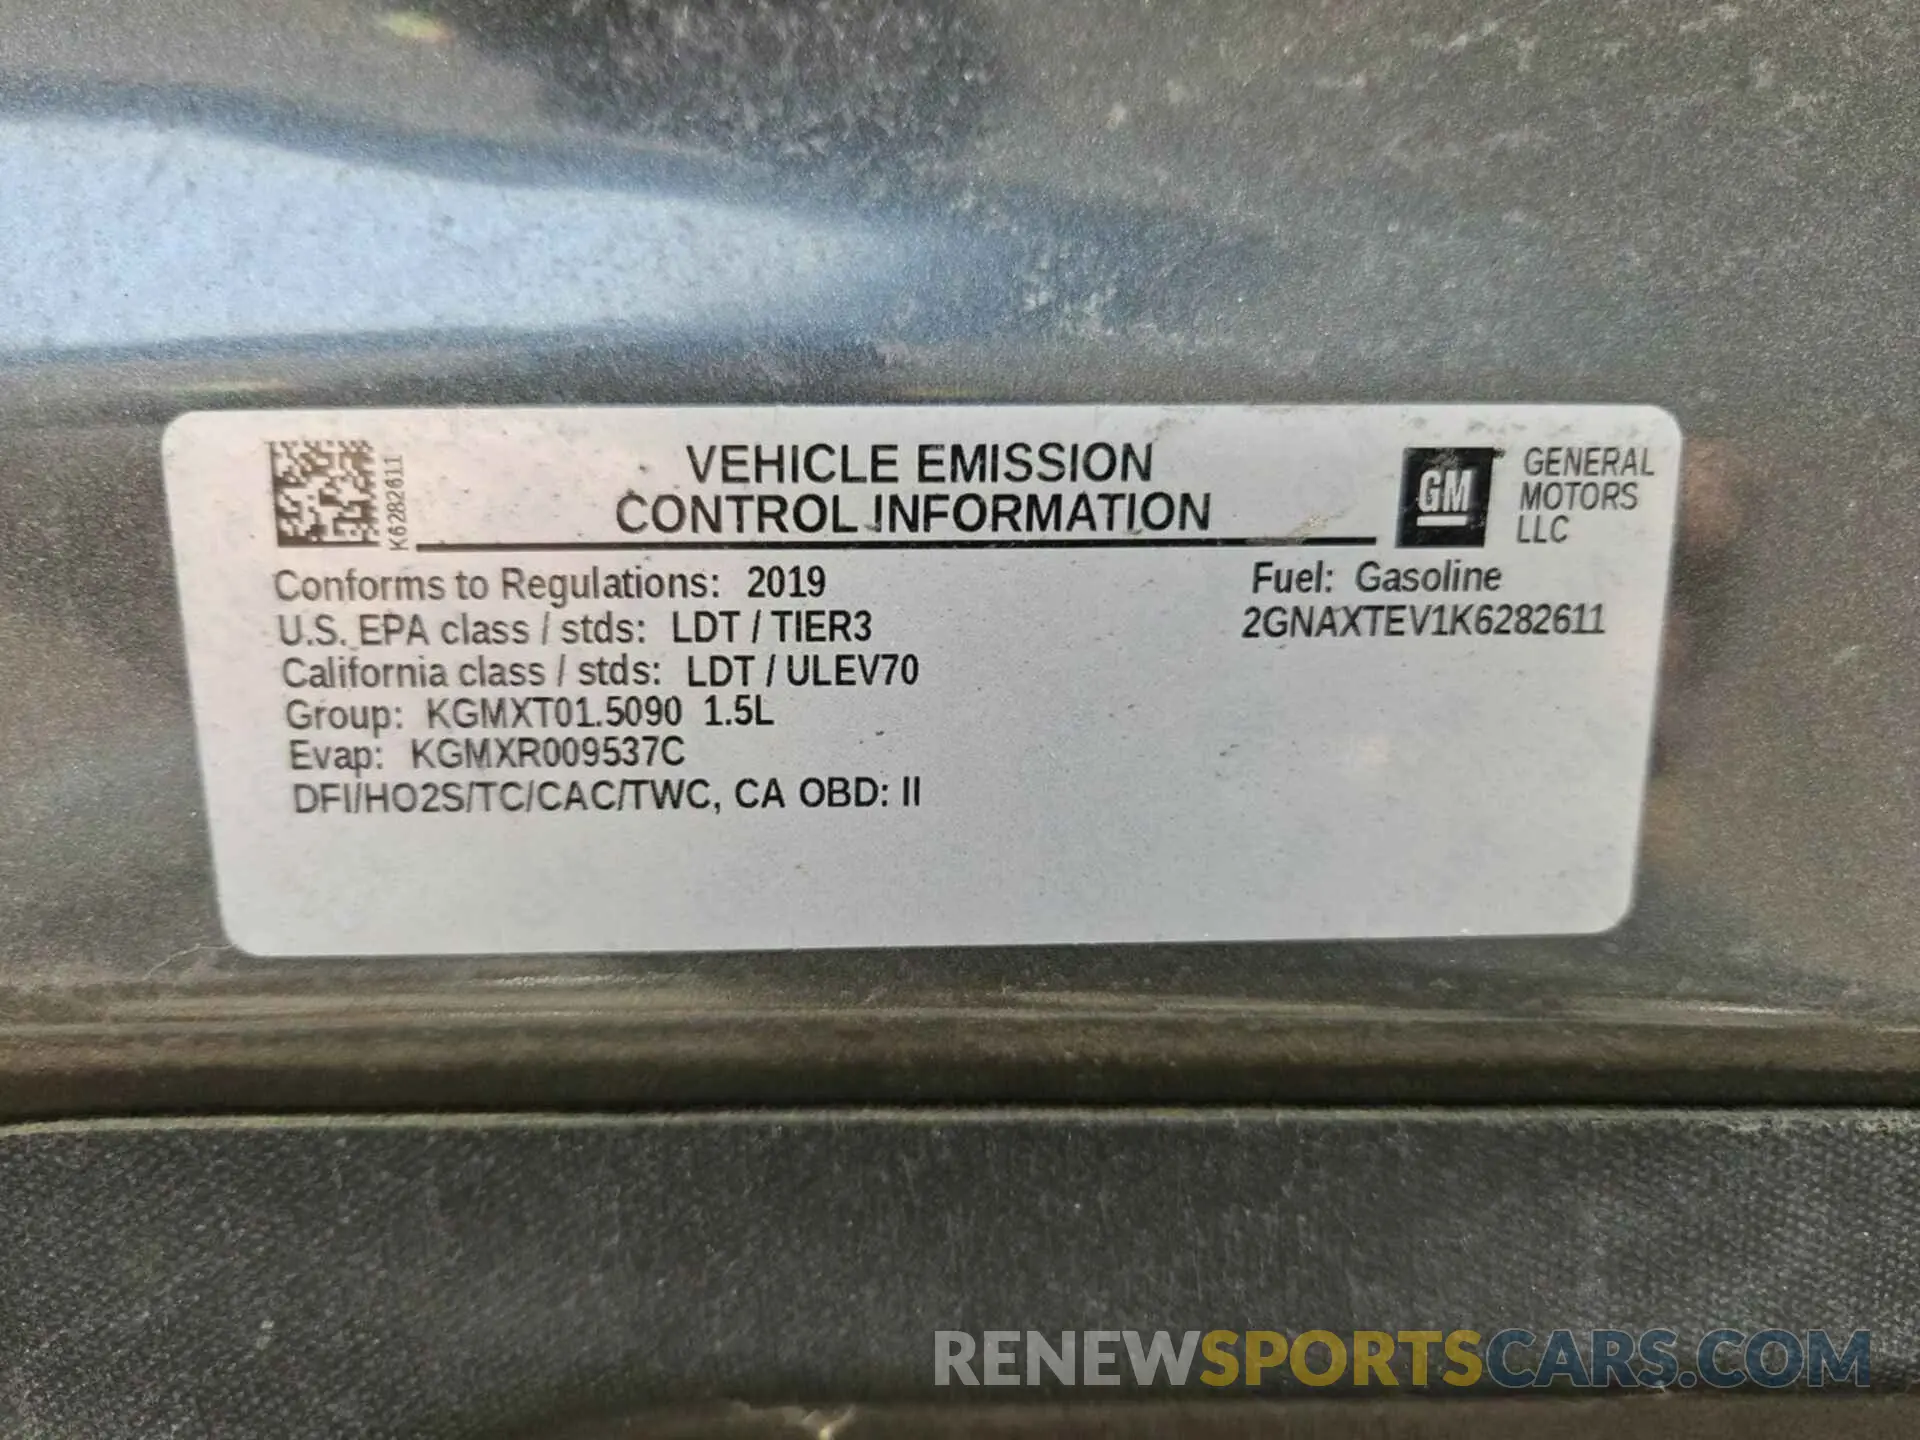 K6282611
VEHICLE EMISSION
CONTROL INFORMATION
GM
GENERAL
MOTORS
LLC
Conforms to Regulations: 2019
U.S. EPA class / stds: LDT / TIER3
California class / stds: LDT / ULEV70
Group: KGMXT01.5090 1.5L
Evap: KGMXR009537C
DFI/HO2S/TC/CAC/TWC, CA OBD: II
Fuel: Gasoline
2GNAXTEV1K6282611
RENEWSPORTSCARS.COM